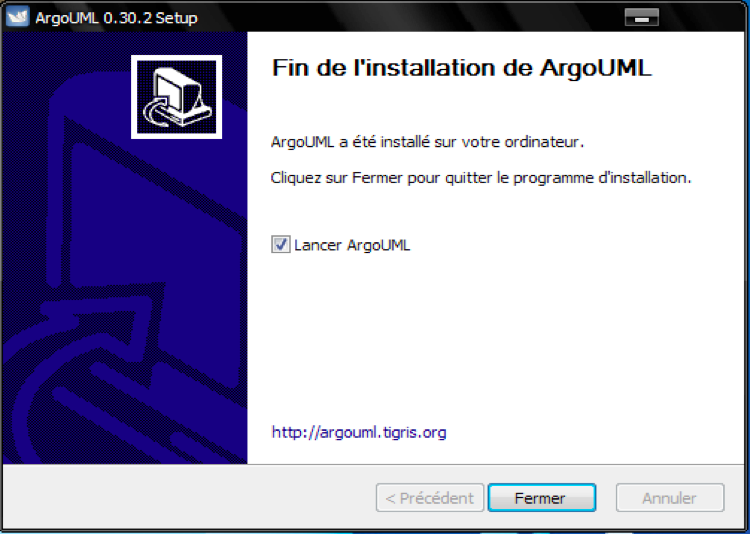 ArgoUML 0.30.2 Setup
Fin de l'installation de ArgoUML
ArgoUML a été installé sur votre ordinateur.
Cliquez sur Fermer pour quitter le programme d'installation.
Lancer ArgoUML
http://argouml.tigris.org
< Précédent
Fermer
Annuler